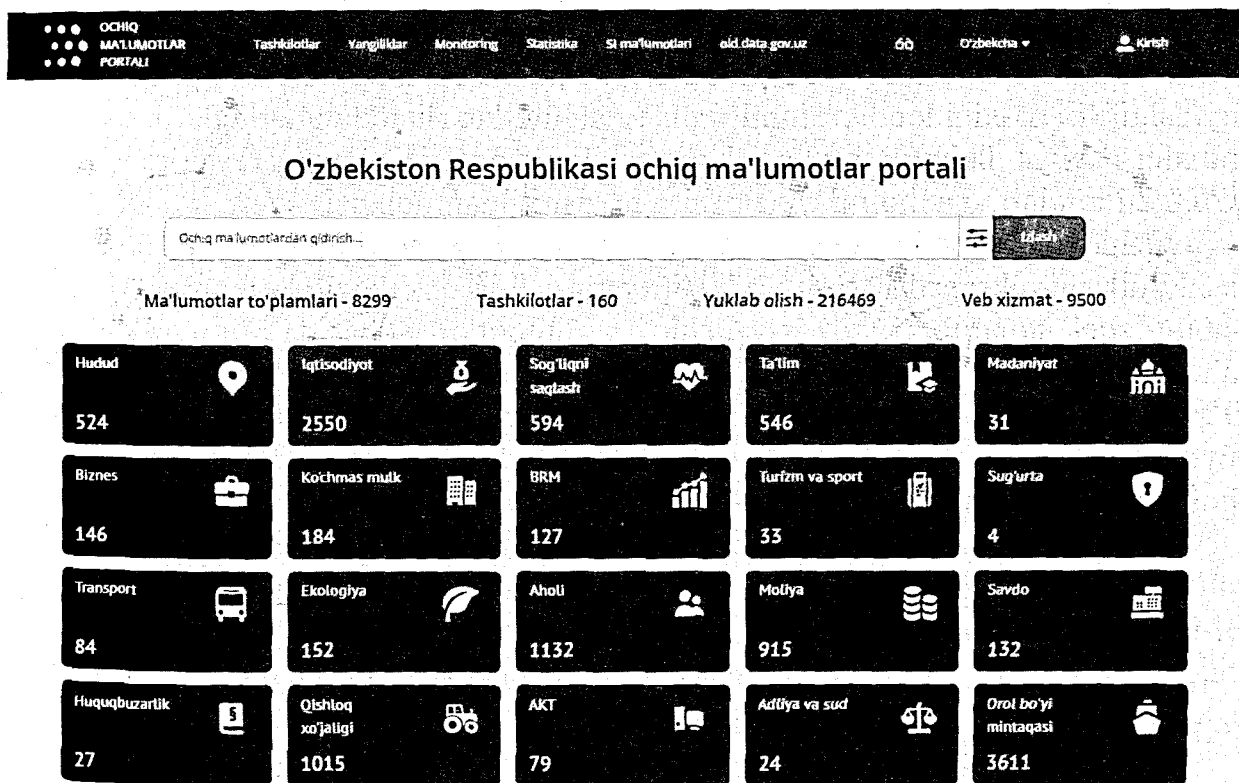 OCHIQ
MA'LUMOTLAR
PORTALI
Tashkilotlar Yangiliklar Monitoring Statistika SI ma'lumotlari old.data.gov.uz O'zbekcha Kirish
O'zbekiston Respublikasi ochiq ma'lumotlar portali
Ochiq ma'lumotlardan qidirish... Izlash
Ma'lumotlar to'plamlari - 8299 Tashkilotlar - 160 Yuklab olish - 216469 Veb xizmat - 9500
Hudud
524
Iqtisodiyot
2550
Sog'liqni
saqlash
594
Ta'lim
546
Madaniyat
31
Biznes
146
Ko'chmas mulk
184
BRM
127
Turizm va sport
33
Sug'urta
4
Transport
84
Ekologiya
152
Aholi
1132
Moliya
915
Savdo
132
Huquqbuzarlik
27
Qishloq
xo'jaligi
1015
AKT
79
Adliya va sud
24
Orol bo'yi
mintaqasi
3611